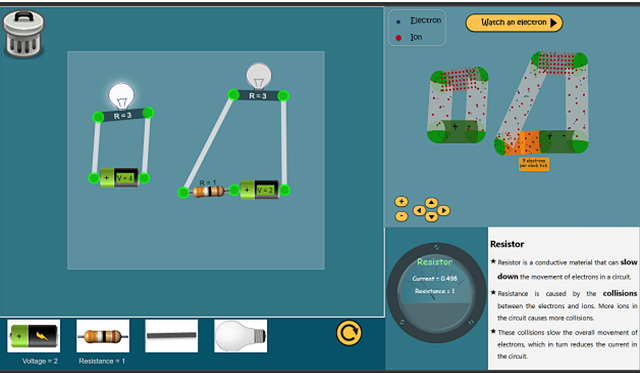 Electron
Ion
Watch an electron
R = 3
V = 4
R = 3
R = 1
V = 2
9 electrons
per clock tick
+
-
Resistor
Current = 0.498
Resistance = 1
Resistor
★ Resistor is a conductive material that can slow
down the movement of electrons in a circuit.
★ Resistance is caused by the collisions
between the electrons and ions. More ions in
the circuit causes more collisions.
★ These collisions slow the overall movement of
electrons, which in turn reduces the current in
the circuit.
Voltage = 2
Resistance = 1